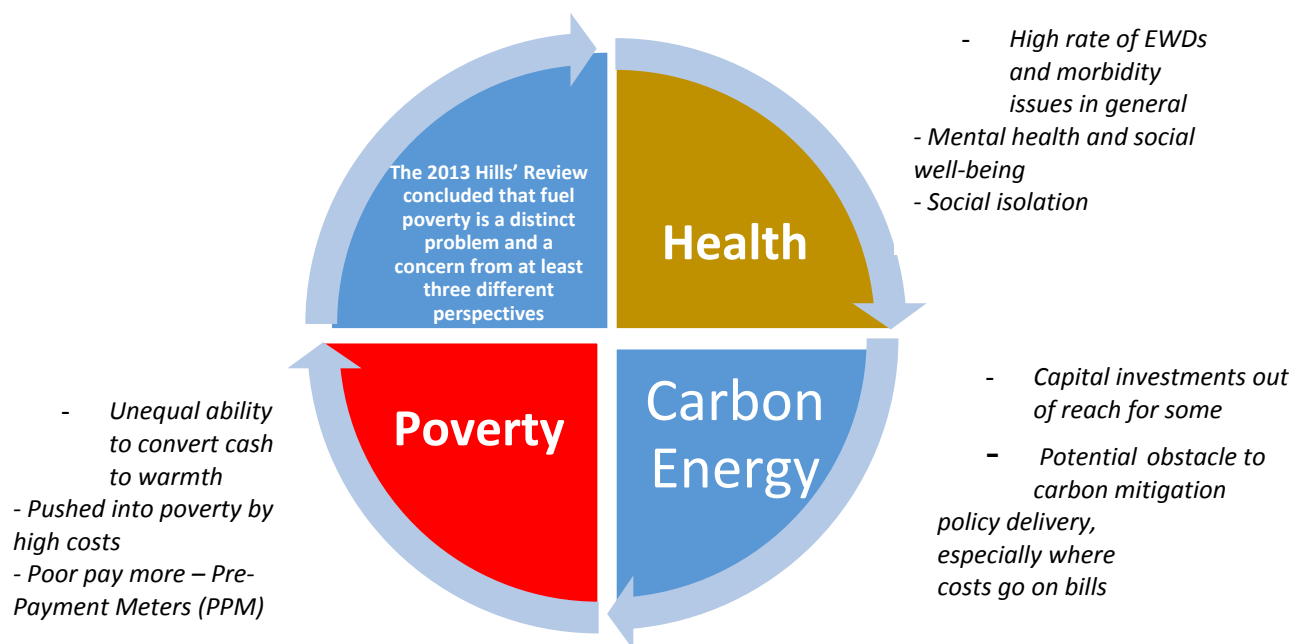 The 2013 Hills' Review
concluded that fuel
poverty is a distinct
problem and a
concern from at least
three different
perspectives
Health
- High rate of EWDs
and morbidity
issues in general
- Mental health and social
well-being
- Social isolation
Poverty
- Unequal ability
to convert cash
to warmth
- Pushed into poverty by
high costs
- Poor pay more – Pre-
Payment Meters (PPM)
Carbon
Energy
- Capital investments out
of reach for some
- Potential obstacle to
carbon mitigation
policy delivery,
especially where
costs go on bills